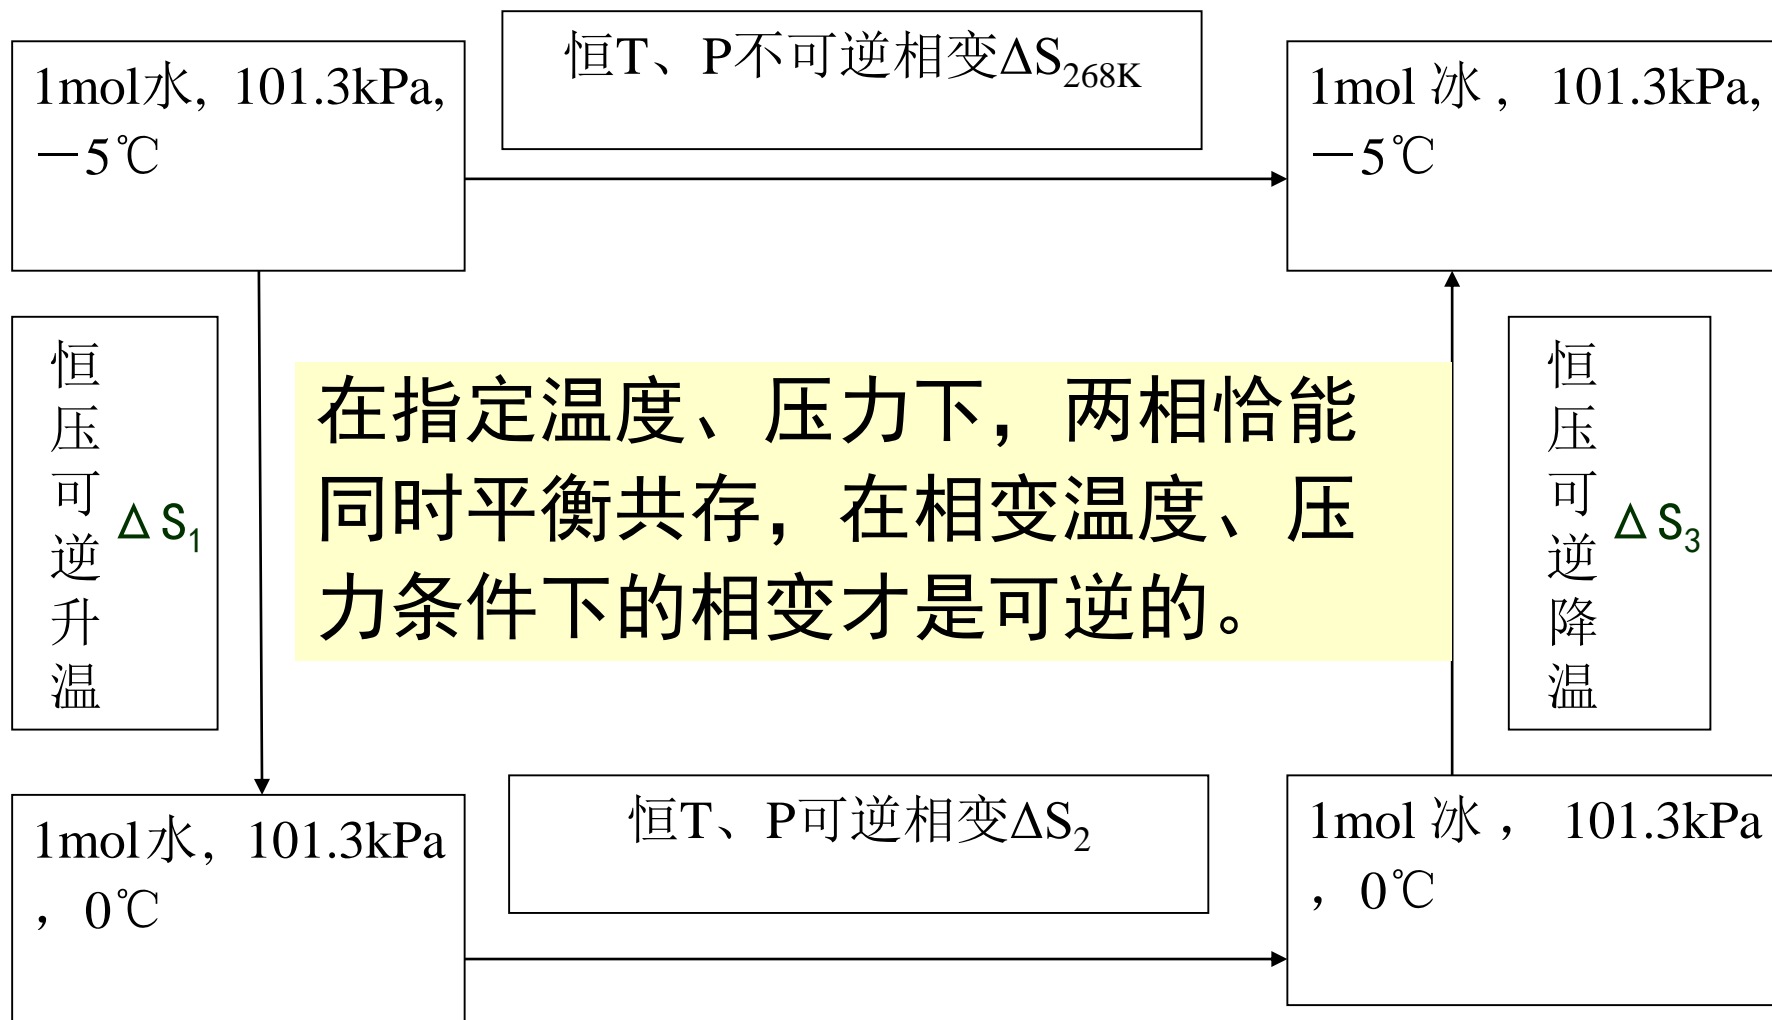 恒T、P不可逆相变ΔS268K
1mol水, 101.3kPa,
－5℃
1mol 冰 , 101.3kPa,
－5℃
恒
压
可
逆
升
温
ΔS1
在指定温度、压力下，两相恰能
同时平衡共存，在相变温度、压
力条件下的相变才是可逆的。
恒
压
可
逆
降
温
ΔS3
1mol水, 101.3kPa
，0℃
恒T、P可逆相变ΔS2
1mol 冰 ， 101.3kPa
，0℃